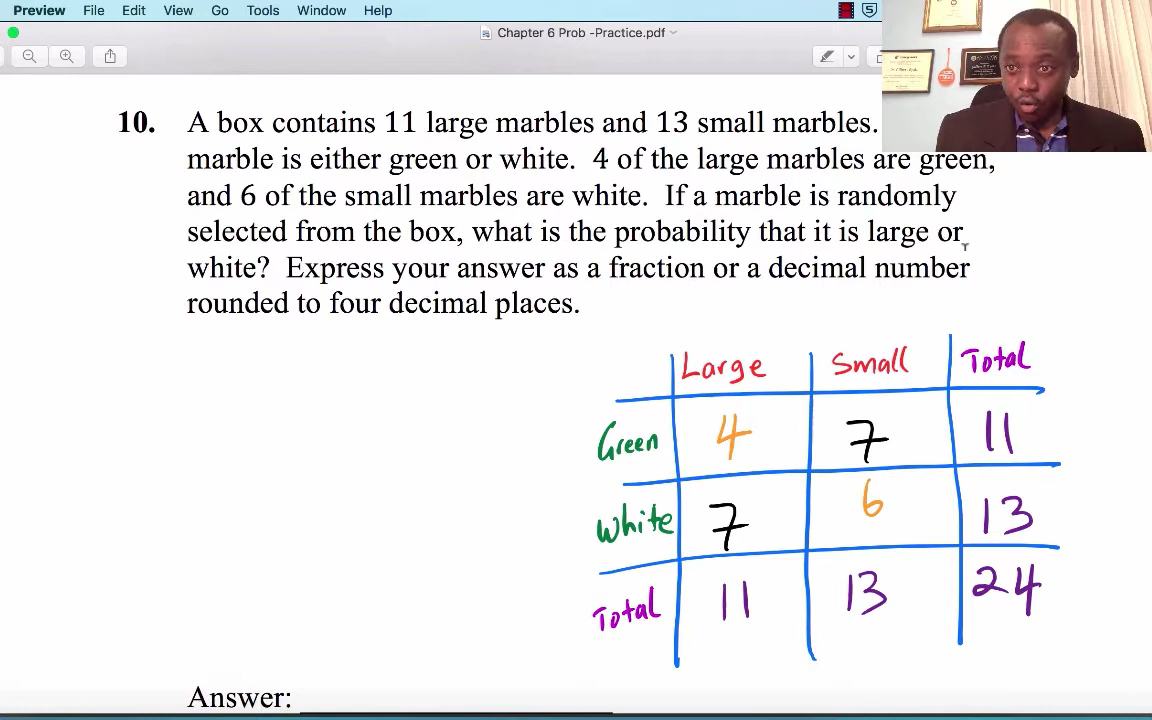 Preview File Edit View Go Tools Window Help
5
Chapter 6 Prob -Practice.pdf
10. A box contains 11 large marbles and 13 small marbles.
marble is either green or white. 4 of the large marbles are green,
and 6 of the small marbles are white. If a marble is randomly
selected from the box, what is the probability that it is large or
white? Express your answer as a fraction or a decimal number
rounded to four decimal places.
Large Small Total
Green 4 7 11
White 7 6 13
Total 11 13 24
Answer: